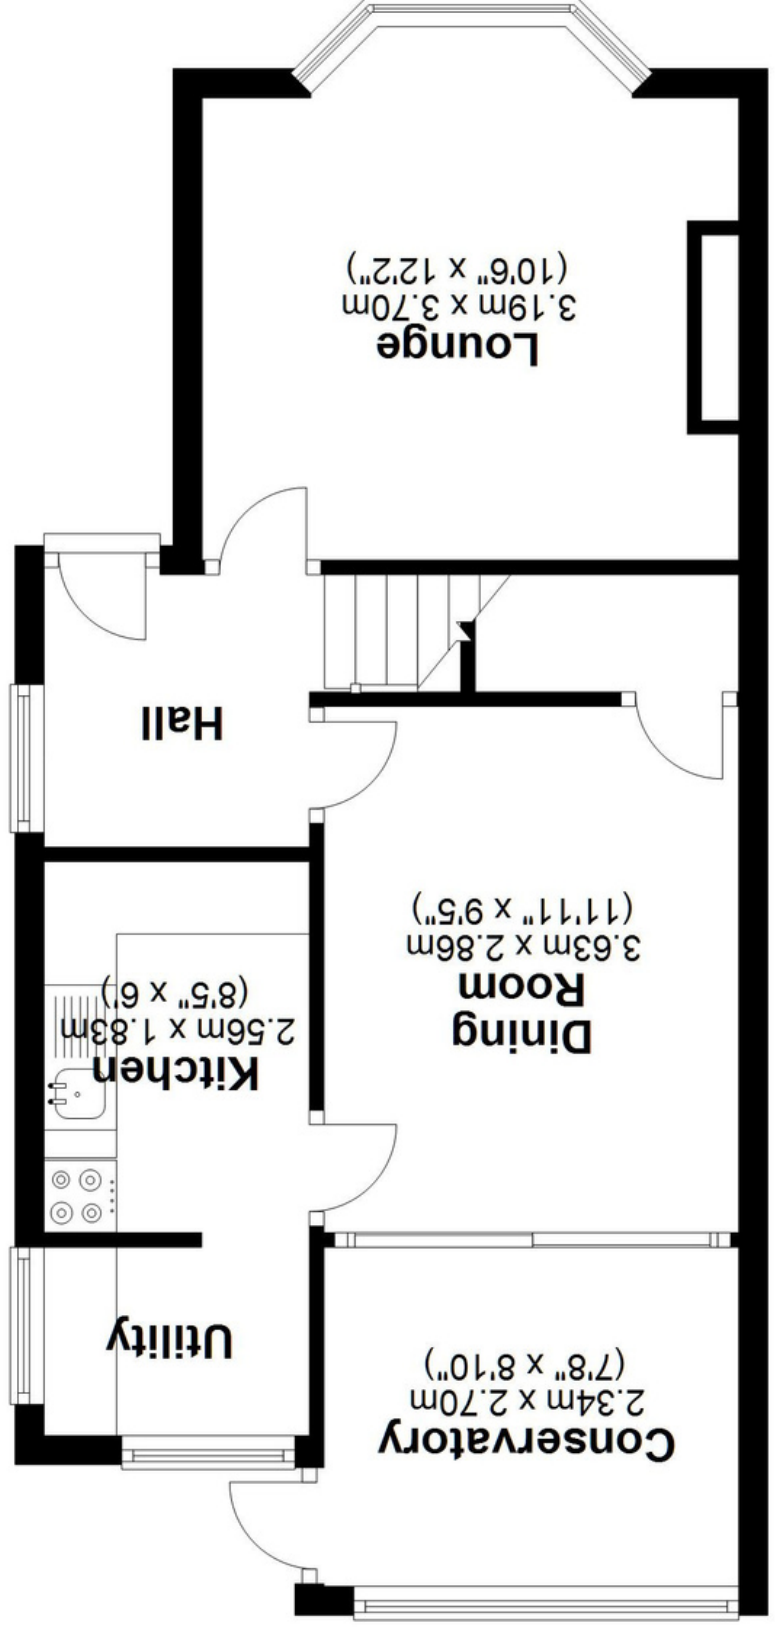 Conservatory
2.34m x 2.70m
(7'8" x 8'10")
Utility
Kitchen
2.56m x 1.83m
(8'5" x 6')
Dining
Room
3.63m x 2.86m
(11'11" x 9'5")
Hall
Lounge
3.19m x 3.70m
(10'6" x 12'2")